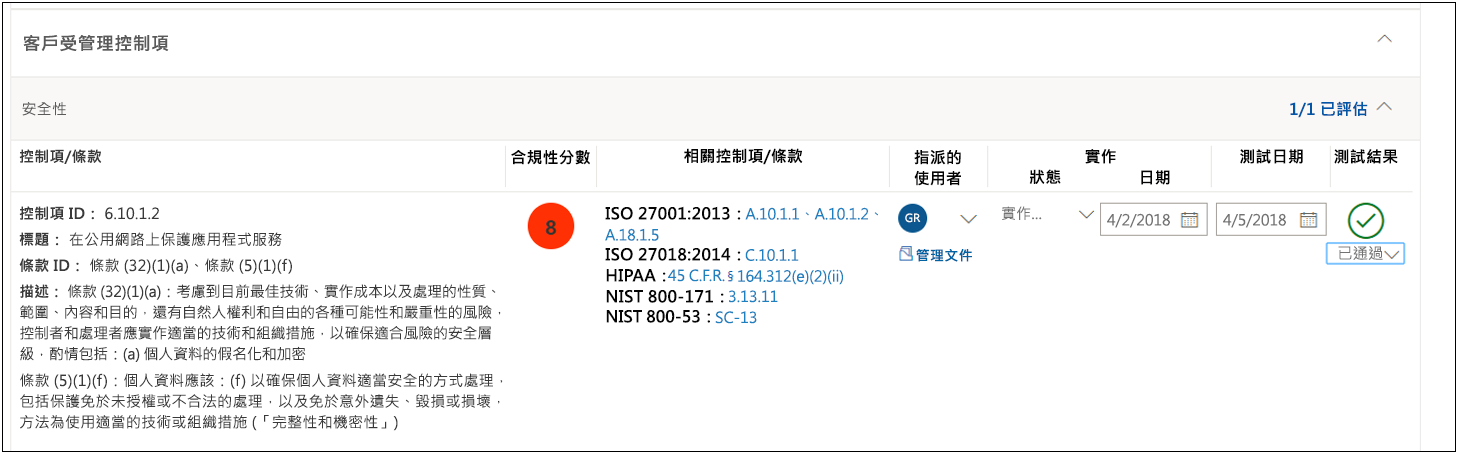 客戶受管理控制項
安全性
1/1 已評估
控制項/條款
合規性分數
相關控制項/條款
指派的
使用者
實作
狀態
日期
測試日期
測試結果
控制項 ID： 6.10.1.2
標題： 在公用網路上保護應用程式服務
條款 ID： 條款 (32)(1)(a)、條款 (5)(1)(f)
描述： 條款 (32)(1)(a)：考慮到目前最佳技術、實作成本以及處理的性質、
範圍、內容和目的，還有自然人權利和自由的各種可能性和嚴重性的風險，
控制者和處理者應實作適當的技術和組織措施，以確保適合風險的安全層
級，酌情包括：(a) 個人資料的假名化和加密
條款 (5)(1)(f)：個人資料應該：(f) 以確保個人資料適當安全的方式處理，
包括保護免於未授權或不合法的處理，以及免於意外遺失、毀損或損壞，
方法為使用適當的技術或組織措施 (「完整性和機密性」)
8
ISO 27001:2013：A.10.1.1、A.10.1.2、
A.18.1.5
ISO 27018:2014：C.10.1.1
HIPAA：45 C.F.R. § 164.312(e)(2)(ii)
NIST 800-171：3.13.11
NIST 800-53：SC-13
GR
管理文件
實作...
4/2/2018
4/5/2018
已通過